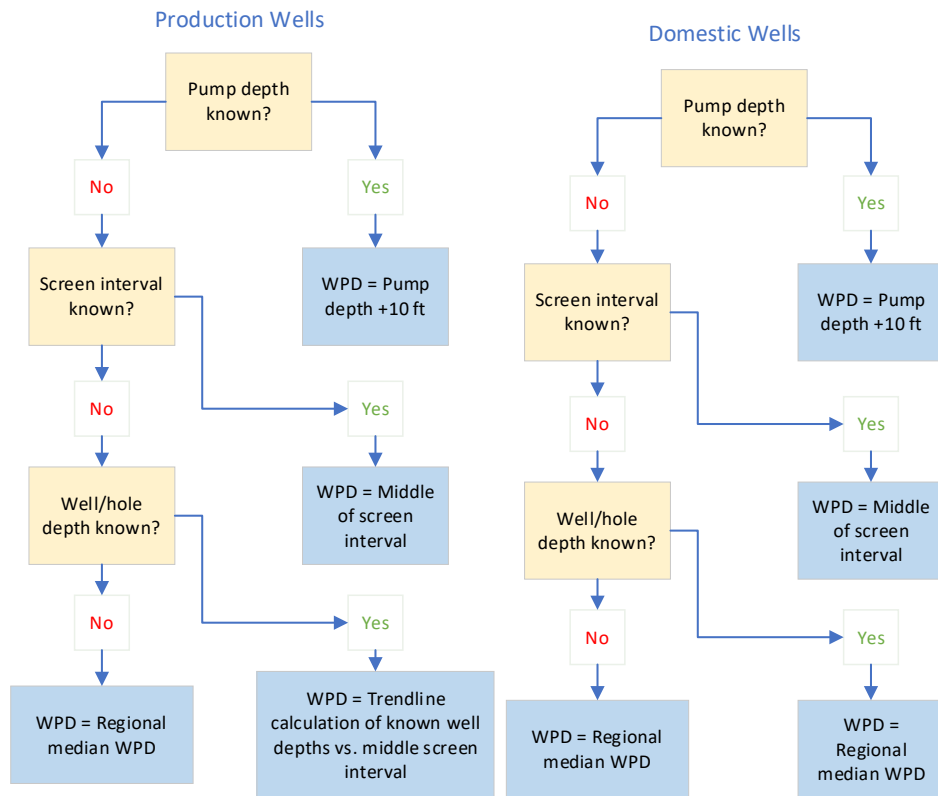 Production Wells
Pump depth
known?
No
Yes
Screen interval
known?
WPD = Pump
depth +10 ft
No
Yes
Well/hole
depth known?
WPD = Middle
of screen
interval
No
Yes
WPD = Regional
median WPD
WPD = Trendline
calculation of known well
depths vs. middle screen
interval
Domestic Wells
Pump depth
known?
No
Yes
Screen interval
known?
WPD = Pump
depth +10 ft
No
Yes
Well/hole
depth known?
WPD = Middle
of screen
interval
No
Yes
WPD = Regional
median WPD
WPD =
Regional
median WPD